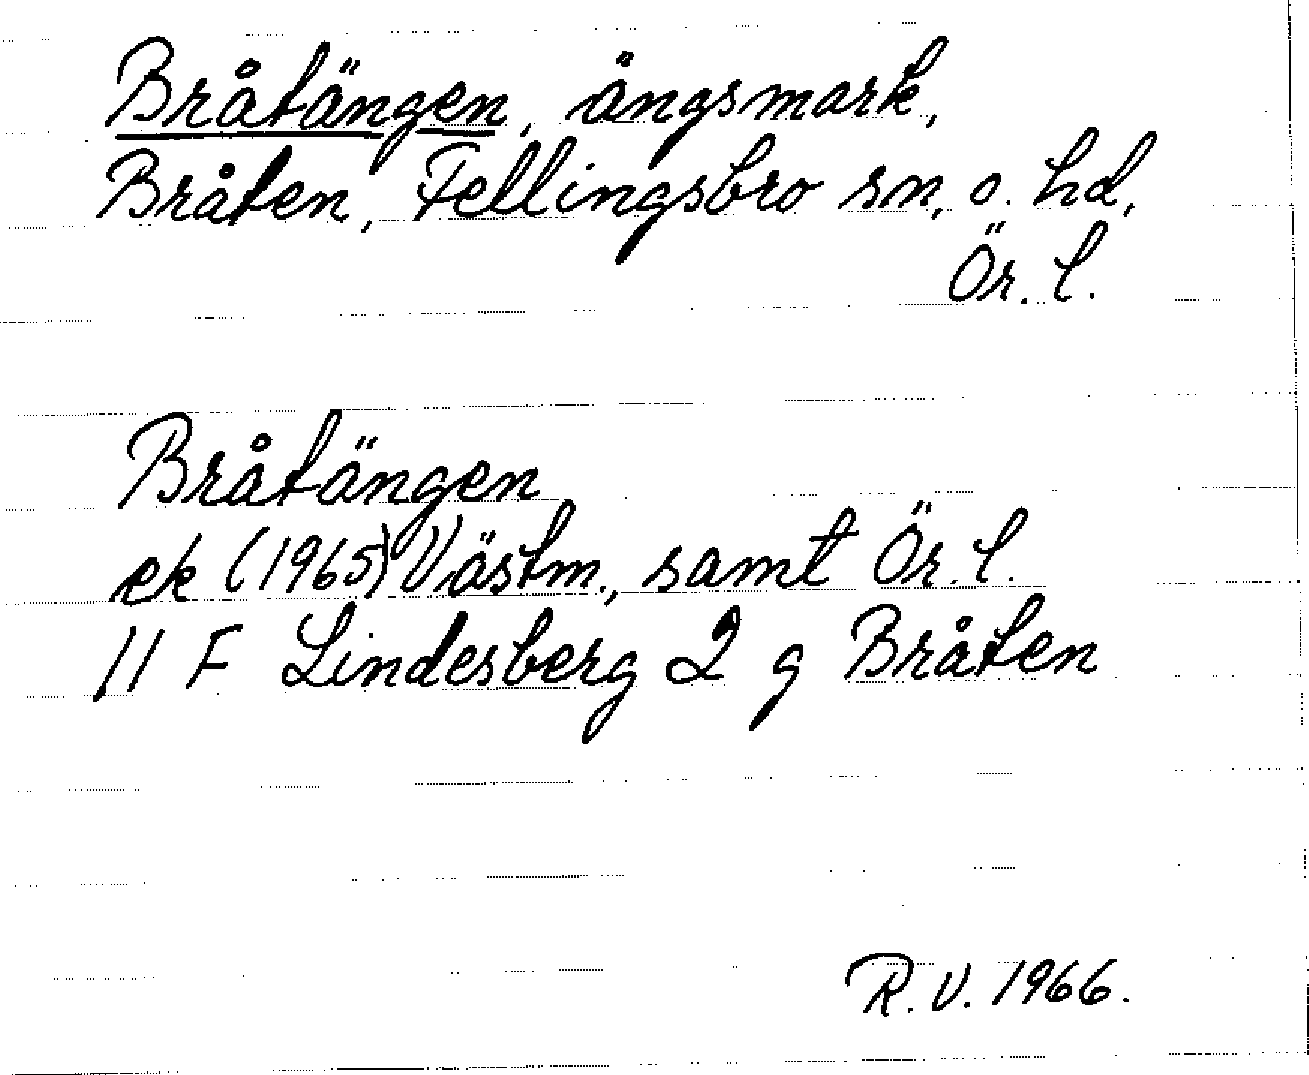 Bråtängen, ängsmark,
Bråten, Fellingsbro sn, o. hd,
Ör. l.
Bråtängen
ek (1965) Västm., samt Ör. l.
11 F Lindesberg 2 g Bråten
R. V. 1966.